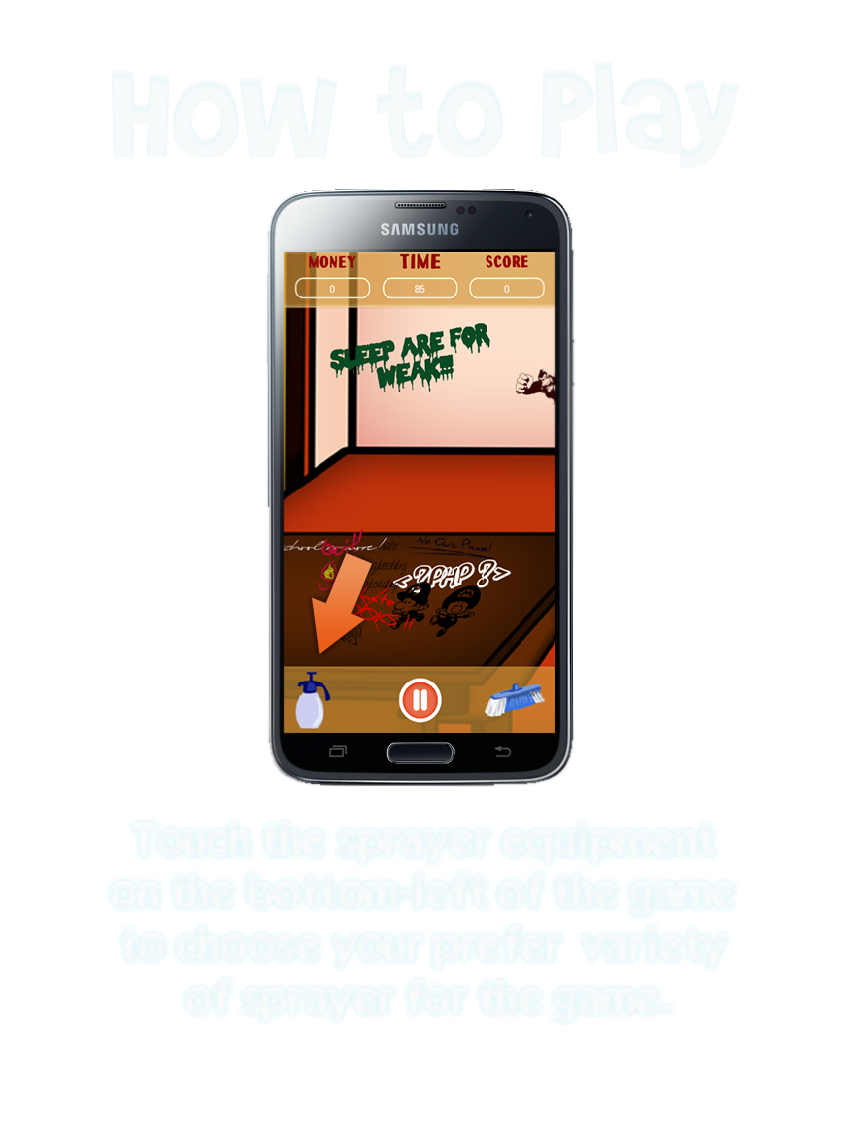 How to Play
SAMSUNG
MONEY TIME SCORE
0 85 0
SLEEP ARE FOR
WEAK!!!
No Quiz Please!
<?PHP ?>
Touch the sprayer equipment
on the bottom-left of the game
to choose your prefer variety
of sprayer for the game.